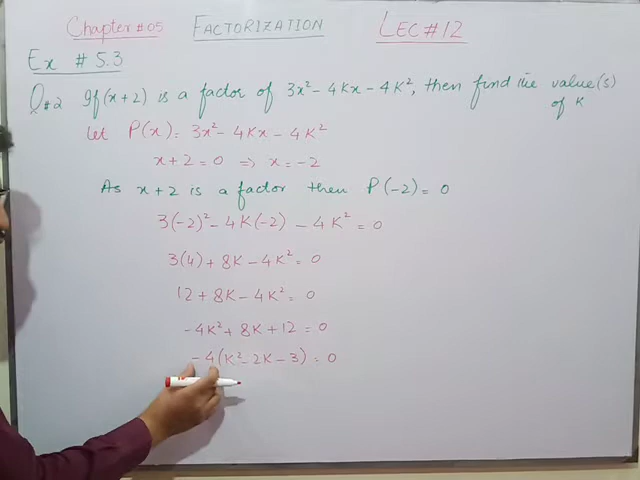 Chapter #05 FACTORIZATION LEC #12
Ex # 5.3
Q#2 If (x+2) is a factor of 3x² - 4Kx - 4K², then find the value(s) of K
let P(x) = 3x² - 4Kx - 4K²
x+2 = 0 ⇒ x = -2
As x+2 is a factor then P(-2) = 0
3(-2)² - 4K(-2) - 4K² = 0
3(4) + 8K - 4K² = 0
12 + 8K - 4K² = 0
-4K² + 8K + 12 = 0
-4(K² - 2K - 3) = 0